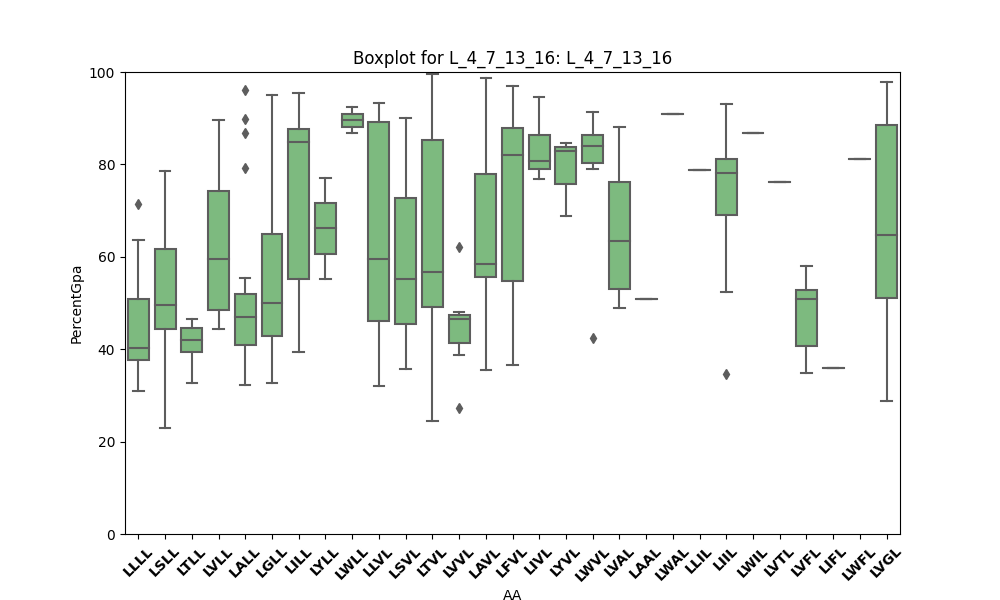 Boxplot for L_4_7_13_16: L_4_7_13_16
PercentGpa
100
80
60
40
20
0
LLLL LSLL LTLL LVLL LALL LGLL LILL LYLL LWLL LLVL LSVL LTVL LVVL LAVL LFVL LIVL LYVL LWVL LVAL LAAL LWAL LLIL LIIL LWIL LVTL LVFL LIFL LWFL LVGL
AA